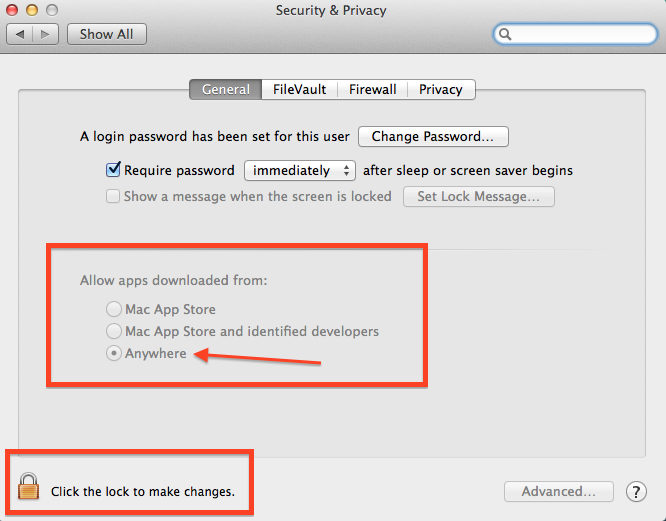 Security & Privacy
Show All
General FileVault Firewall Privacy
A login password has been set for this user Change Password...
Require password immediately after sleep or screen saver begins
Show a message when the screen is locked Set Lock Message...
Allow apps downloaded from:
Mac App Store
Mac App Store and identified developers
Anywhere
Click the lock to make changes.
Advanced... ?